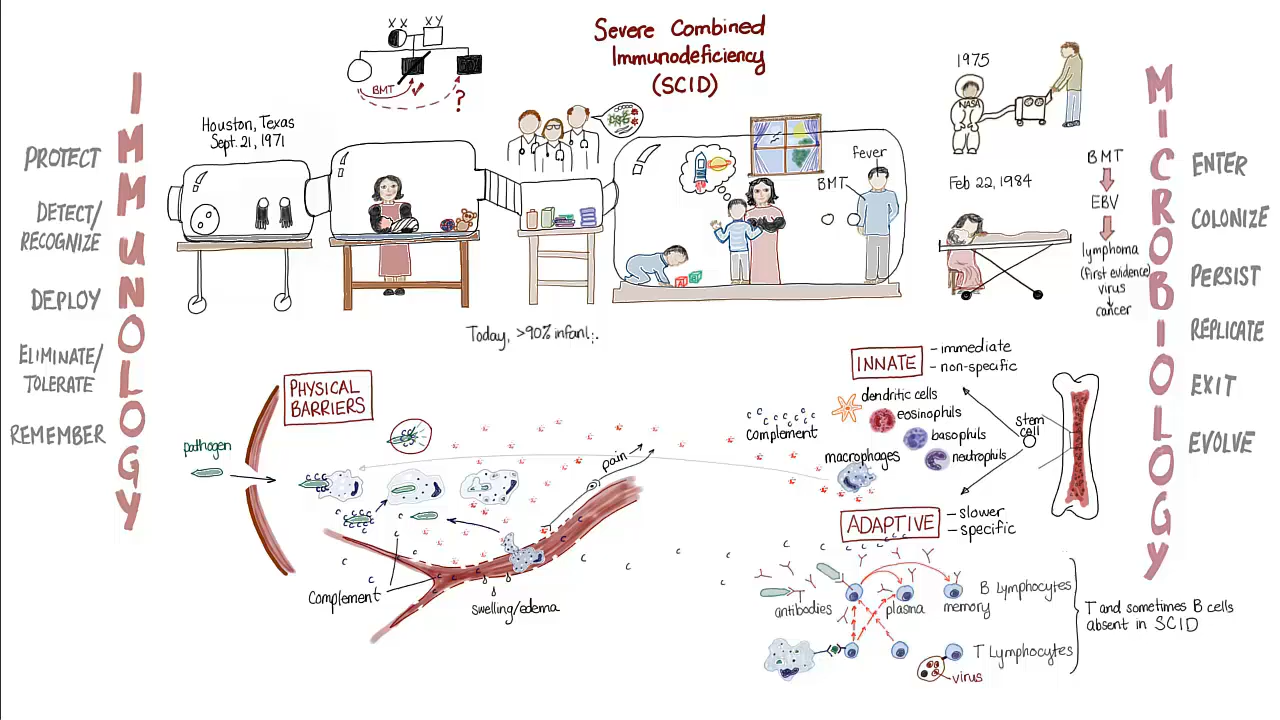 Severe Combined
Immunodeficiency
(SCID)
XX XY
BMT
?
Houston, Texas
Sept. 21, 1971
fever
BMT
1975
NASA
Feb 22, 1984
BMT
EBV
lymphoma
(first evidence)
virus
cancer
IMMUNOLOGY
PROTECT
DETECT/
RECOGNIZE
DEPLOY
ELIMINATE/
TOLERATE
REMEMBER
MICROBIOLOGY
ENTER
COLONIZE
PERSIST
REPLICATE
EXIT
EVOLVE
Today, >90% infan
PHYSICAL
BARRIERS
pathogen
Complement
swelling/edema
pain
INNATE
- immediate
- non-specific
dendritic cells
eosinophils
basophils
neutrophils
macrophages
complement
stem
cell
ADAPTIVE
- slower
- specific
antibodies
plasma
memory
B Lymphocytes
T Lymphocytes
virus
T and sometimes B cells
absent in SCID